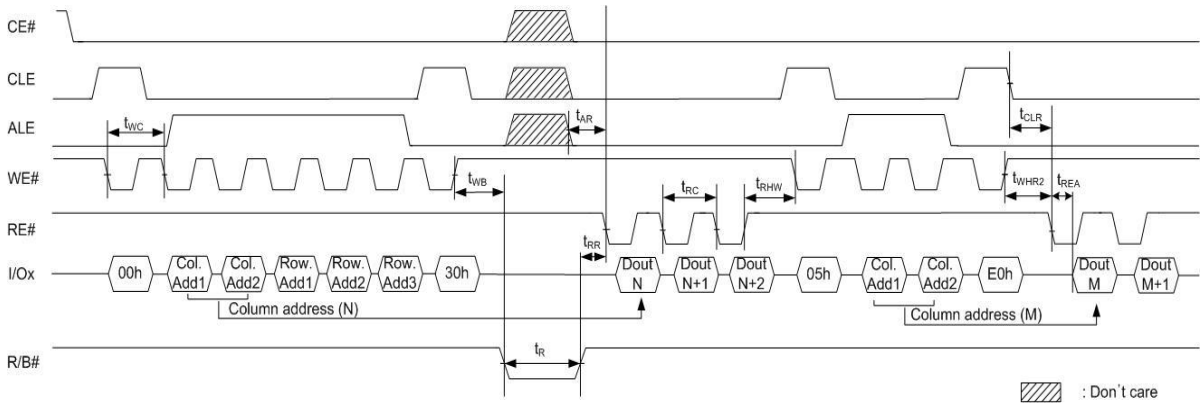 CE#
CLE
ALE
tWC
tAR
tCLR
WE#
tWB
tRC
tRHW
tWHR2
tREA
RE#
tRR
I/Ox
00h
Col. Add1
Col. Add2
Row. Add1
Row. Add2
Row. Add3
30h
Dout N
Dout N+1
Dout N+2
05h
Col. Add1
Col. Add2
E0h
Dout M
Dout M+1
Column address (N)
Column address (M)
R/B#
tR
: Don`t care